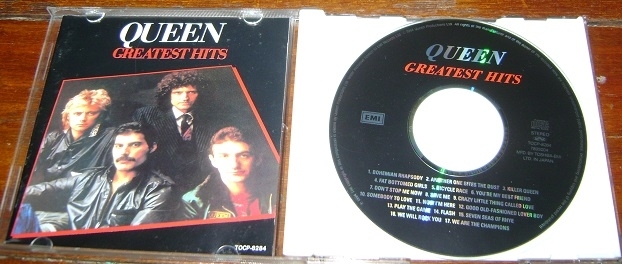 QUEEN
GREATEST HITS
TOCP-8284
QUEEN
GREATEST HITS
EMI
STEREO
1. BOHEMIAN RHAPSODY 2. ANOTHER ONE BITES THE DUST 3. KILLER QUEEN
4. FAT BOTTOMED GIRLS 5. BICYCLE RACE 6. YOU'RE MY BEST FRIEND
7. DON'T STOP ME NOW 8. SAVE ME 9. CRAZY LITTLE THING CALLED LOVE
10. SOMEBODY TO LOVE 11. NOW I'M HERE 12. GOOD OLD-FASHIONED LOVER BOY
13. PLAY THE GAME 14. FLASH 15. SEVEN SEAS OF RHYE
16. WE WILL ROCK YOU 17. WE ARE THE CHAMPIONS